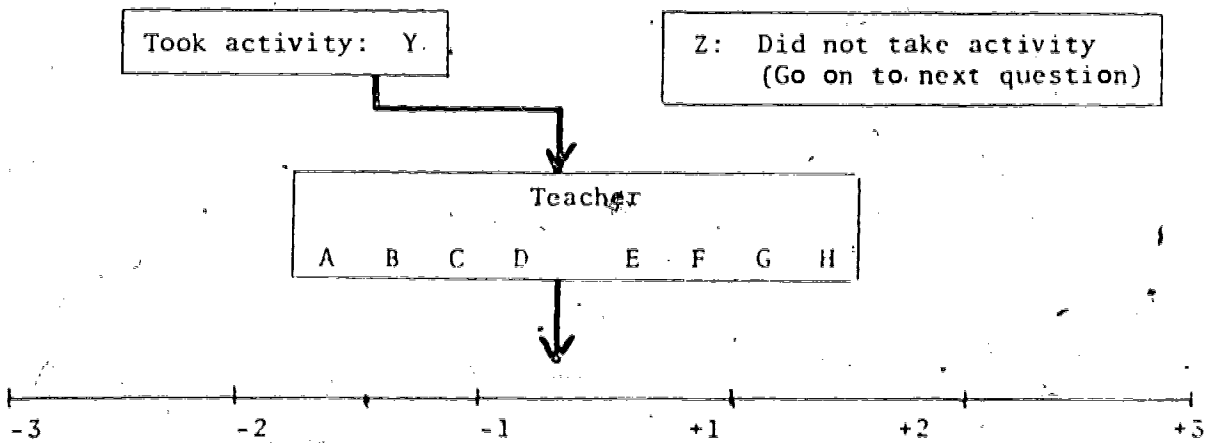 Took activity: Y.
Z: Did not take activity
(Go on to next question)
Teacher
A B C D E F G H
-3 -2 -1 +1 +2 +3